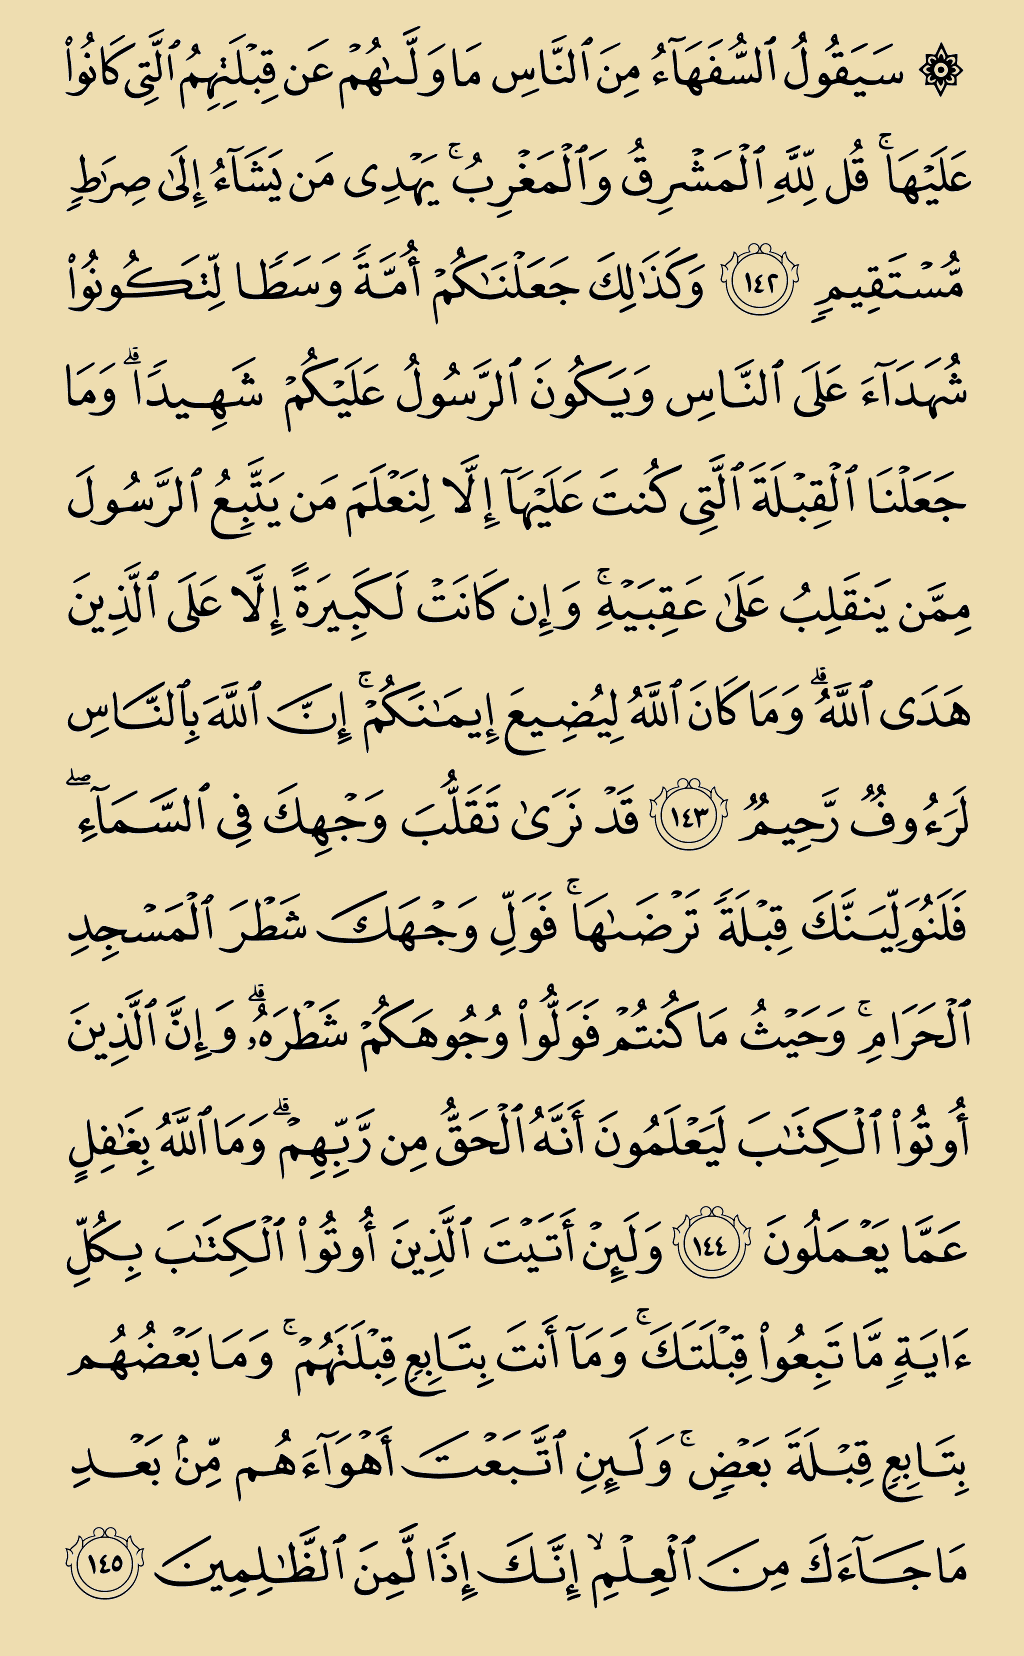 ۞ سَيَقُولُ ٱلسُّفَهَآءُ مِنَ ٱلنَّاسِ مَا وَلَّىٰهُمْ عَن قِبْلَتِهِمُ ٱلَّتِى كَانُوا۟
عَلَيْهَا ۚ قُل لِّلَّهِ ٱلْمَشْرِقُ وَٱلْمَغْرِبُ ۚ يَهْدِى مَن يَشَآءُ إِلَىٰ صِرَٰطٍ
مُّسْتَقِيمٍ ١٤٢ وَكَذَٰلِكَ جَعَلْنَـٰكُمْ أُمَّةً وَسَطًا لِّتَكُونُوا۟
شُهَدَآءَ عَلَى ٱلنَّاسِ وَيَكُونَ ٱلرَّسُولُ عَلَيْكُمْ شَهِيدًا ۗ وَمَا
جَعَلْنَا ٱلْقِبْلَةَ ٱلَّتِى كُنتَ عَلَيْهَآ إِلَّا لِنَعْلَمَ مَن يَتَّبِعُ ٱلرَّسُولَ
مِمَّن يَنقَلِبُ عَلَىٰ عَقِبَيْهِ ۚ وَإِن كَانَتْ لَكَبِيرَةً إِلَّا عَلَى ٱلَّذِينَ
هَدَى ٱللَّهُ ۗ وَمَا كَانَ ٱللَّهُ لِيُضِيعَ إِيمَـٰنَكُمْ ۚ إِنَّ ٱللَّهَ بِٱلنَّاسِ
لَرَءُوفٌ رَّحِيمٌ ١٤٣ قَدْ نَرَىٰ تَقَلُّبَ وَجْهِكَ فِى ٱلسَّمَآءِ ۖ
فَلَنُوَلِّيَنَّكَ قِبْلَةً تَرْضَىٰهَا ۚ فَوَلِّ وَجْهَكَ شَطْرَ ٱلْمَسْجِدِ
ٱلْحَرَامِ ۚ وَحَيْثُ مَا كُنتُمْ فَوَلُّوا۟ وُجُوهَكُمْ شَطْرَهُۥ ۗ وَإِنَّ ٱلَّذِينَ
أُوتُوا۟ ٱلْكِتَـٰبَ لَيَعْلَمُونَ أَنَّهُ ٱلْحَقُّ مِن رَّبِّهِمْ ۗ وَمَا ٱللَّهُ بِغَـٰفِلٍ
عَمَّا يَعْمَلُونَ ١٤٤ وَلَئِنْ أَتَيْتَ ٱلَّذِينَ أُوتُوا۟ ٱلْكِتَـٰبَ بِكُلِّ
ءَايَةٍ مَّا تَبِعُوا۟ قِبْلَتَكَ ۚ وَمَآ أَنتَ بِتَابِعٍ قِبْلَتَهُمْ ۚ وَمَا بَعْضُهُم
بِتَابِعٍ قِبْلَةَ بَعْضٍ ۚ وَلَئِنِ ٱتَّبَعْتَ أَهْوَآءَهُم مِّنۢ بَعْدِ
مَا جَآءَكَ مِنَ ٱلْعِلْمِ ۙ إِنَّكَ إِذًا لَّمِنَ ٱلظَّـٰلِمِينَ ١٤٥